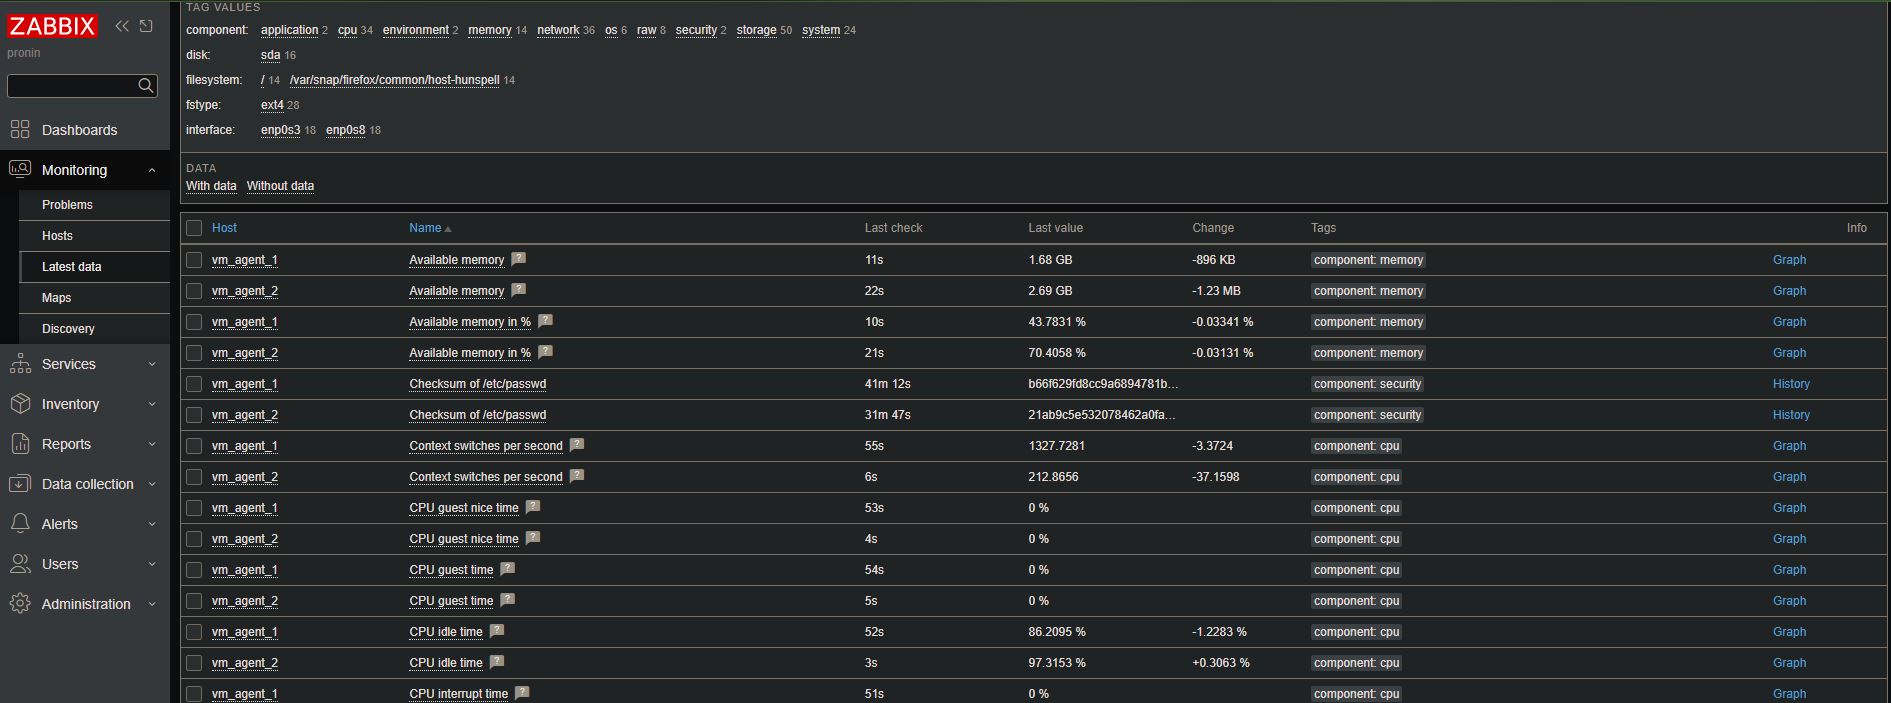 ZABBIX
pronin
Dashboards
Monitoring
Problems
Hosts
Latest data
Maps
Discovery
Services
Inventory
Reports
Data collection
Alerts
Users
Administration
TAG VALUES
component: application 2 cpu 34 environment 2 memory 14 network 36 os 6 raw 8 security 2 storage 50 system 24
disk: sda 16
filesystem: / 14 /var/snap/firefox/common/host-hunspell 14
fstype: ext4 28
interface: enp0s3 18 enp0s8 18
DATA
With data Without data
Host Name Last check Last value Change Tags Info
vm_agent_1 Available memory ? 11s 1.68 GB -896 KB component: memory Graph
vm_agent_2 Available memory ? 22s 2.69 GB -1.23 MB component: memory Graph
vm_agent_1 Available memory in % ? 10s 43.7831 % -0.03341 % component: memory Graph
vm_agent_2 Available memory in % ? 21s 70.4058 % -0.03131 % component: memory Graph
vm_agent_1 Checksum of /etc/passwd 41m 12s b66f629fd8cc9a6894781b... component: security History
vm_agent_2 Checksum of /etc/passwd 31m 47s 21ab9c5e532078462a0fa... component: security History
vm_agent_1 Context switches per second ? 55s 1327.7281 -3.3724 component: cpu Graph
vm_agent_2 Context switches per second ? 6s 212.8656 -37.1598 component: cpu Graph
vm_agent_1 CPU guest nice time ? 53s 0 % component: cpu Graph
vm_agent_2 CPU guest nice time ? 4s 0 % component: cpu Graph
vm_agent_1 CPU guest time ? 54s 0 % component: cpu Graph
vm_agent_2 CPU guest time ? 5s 0 % component: cpu Graph
vm_agent_1 CPU idle time ? 52s 86.2095 % -1.2283 % component: cpu Graph
vm_agent_2 CPU idle time ? 3s 97.3153 % +0.3063 % component: cpu Graph
vm_agent_1 CPU interrupt time ? 51s 0 % component: cpu Graph